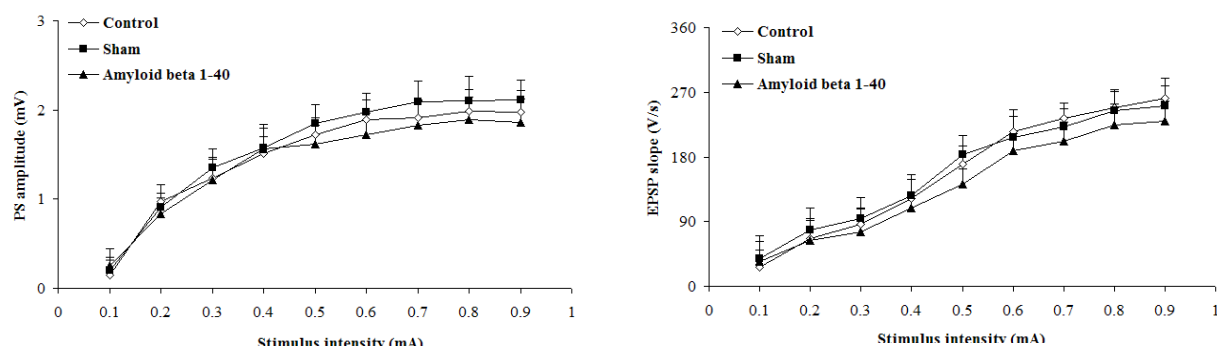 3
2
1
0
PS amplitude (mV)
Control
Sham
Amyloid beta 1-40
0 0.1 0.2 0.3 0.4 0.5 0.6 0.7 0.8 0.9 1
Stimulus intensity (mA)
360
270
180
90
0
EPSP slope (V/s)
Control
Sham
Amyloid beta 1-40
0 0.1 0.2 0.3 0.4 0.5 0.6 0.7 0.8 0.9 1
Stimulus intensity (mA)